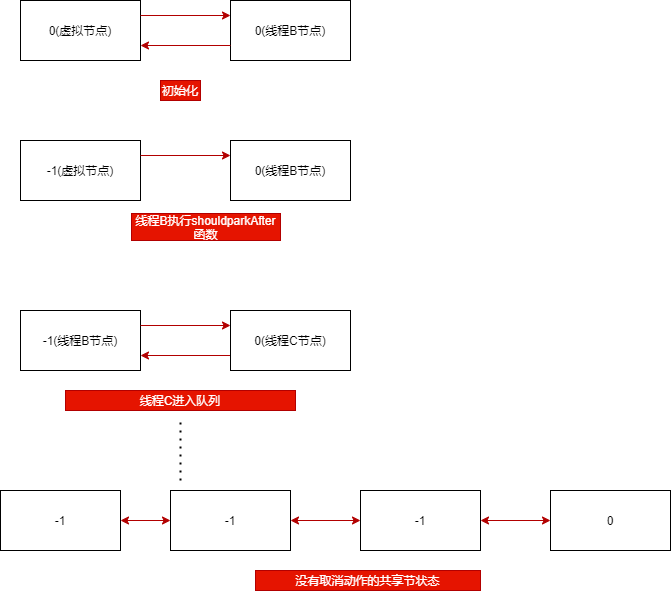 0(虚拟节点)
0(线程B节点)
初始化
-1(虚拟节点)
0(线程B节点)
线程B执行shouldparkAfter
函数
-1(线程B节点)
0(线程C节点)
线程C进入队列
-1
-1
-1
0
没有取消动作的共享节状态